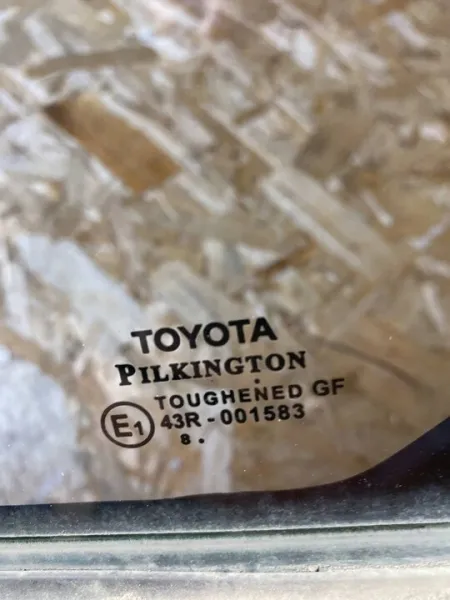 TOYOTA
PILKINGTON
TOUGHENED GF
E1 43R-001583
8 .